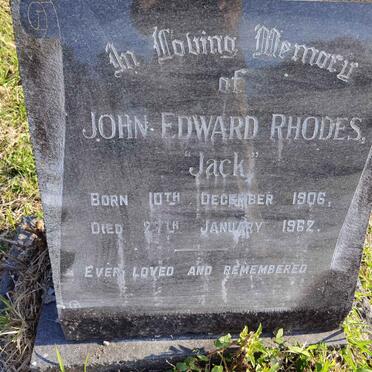 In Loving Memory
of
JOHN EDWARD RHODES,
"Jack"
BORN 10TH DECEMBER 1906,
DIED 27TH JANUARY 1962.
EVER LOVED AND REMEMBERED